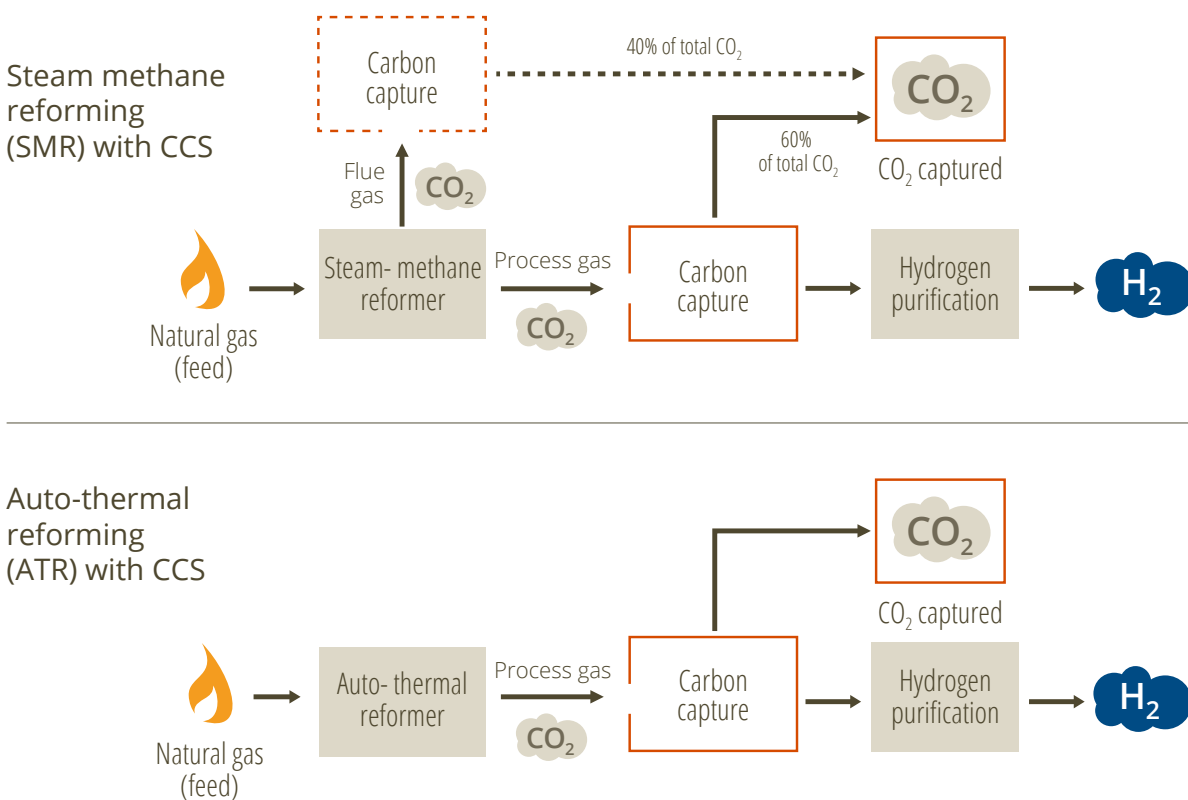 Steam methane
reforming
(SMR) with CCS
Carbon
capture
40% of total CO₂
CO₂
60%
of total CO₂
CO₂ captured
Flue
gas
CO₂
Natural gas
(feed)
Steam- methane
reformer
Process gas
CO₂
Carbon
capture
Hydrogen
purification
H₂
Auto-thermal
reforming
(ATR) with CCS
CO₂
CO₂ captured
Natural gas
(feed)
Auto- thermal
reformer
Process gas
CO₂
Carbon
capture
Hydrogen
purification
H₂